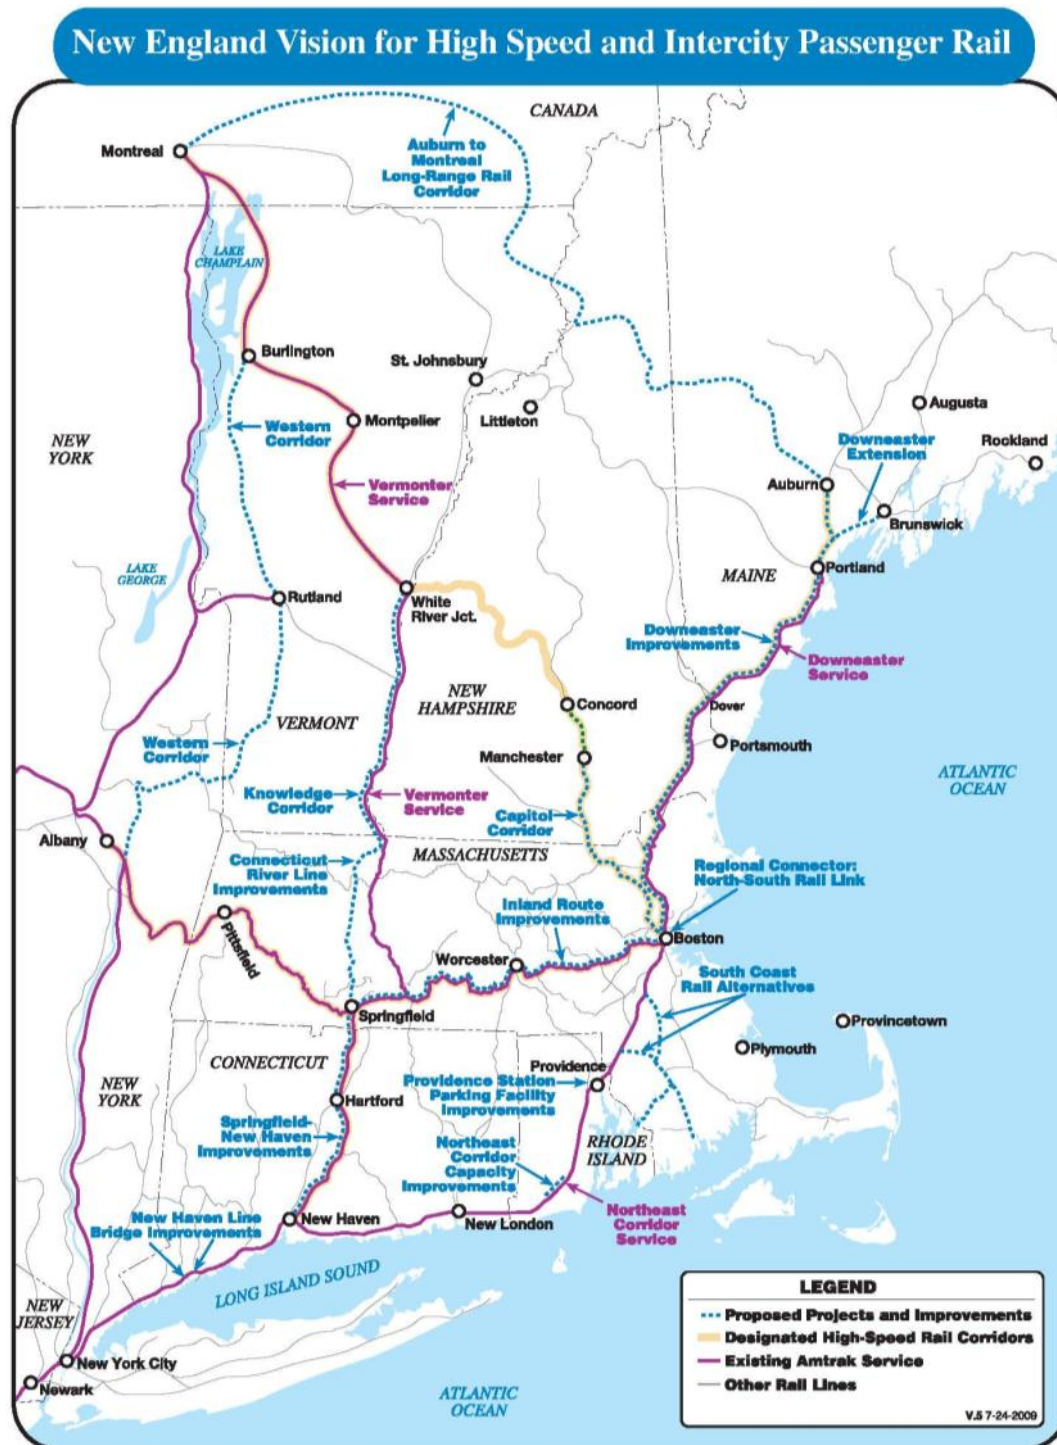 New England Vision for High Speed and Intercity Passenger Rail
CANADA
Montreal
Auburn to
Montreal
Long-Range Rail
Corridor
LAKE
CHAMPLAIN
Burlington
St. Johnsbury
Littleton
Montpelier
Augusta
Rockland
NEW
YORK
Western
Corridor
Downeaster
Extension
Vermonter
Service
Auburn
Brunswick
LAKE
GEORGE
Rutland
White
River Jct.
MAINE
Portland
Downeaster
Improvements
Downeaster
Service
NEW
HAMPSHIRE
Concord
Dover
VERMONT
Western
Corridor
Manchester
Portsmouth
ATLANTIC
OCEAN
Knowledge
Corridor
Vermonter
Service
Capitol
Corridor
Albany
Connecticut
River Line
Improvements
MASSACHUSETTS
Regional Connector:
North-South Rail Link
Inland Route
Improvements
Pittsfield
Worcester
Boston
South Coast
Rail Alternatives
Springfield
Provincetown
Plymouth
CONNECTICUT
Providence
NEW
YORK
Providence Station
Parking Facility
Improvements
Hartford
Springfield-
New Haven
Improvements
Northeast
Corridor
Capacity
Improvements
RHODE
ISLAND
New Haven Line
Bridge Improvements
New Haven
New London
Northeast
Corridor
Service
LONG ISLAND SOUND
NEW
JERSEY
New York City
Newark
ATLANTIC
OCEAN
LEGEND
Proposed Projects and Improvements
Designated High-Speed Rail Corridors
Existing Amtrak Service
Other Rail Lines
V.5 7-24-2009